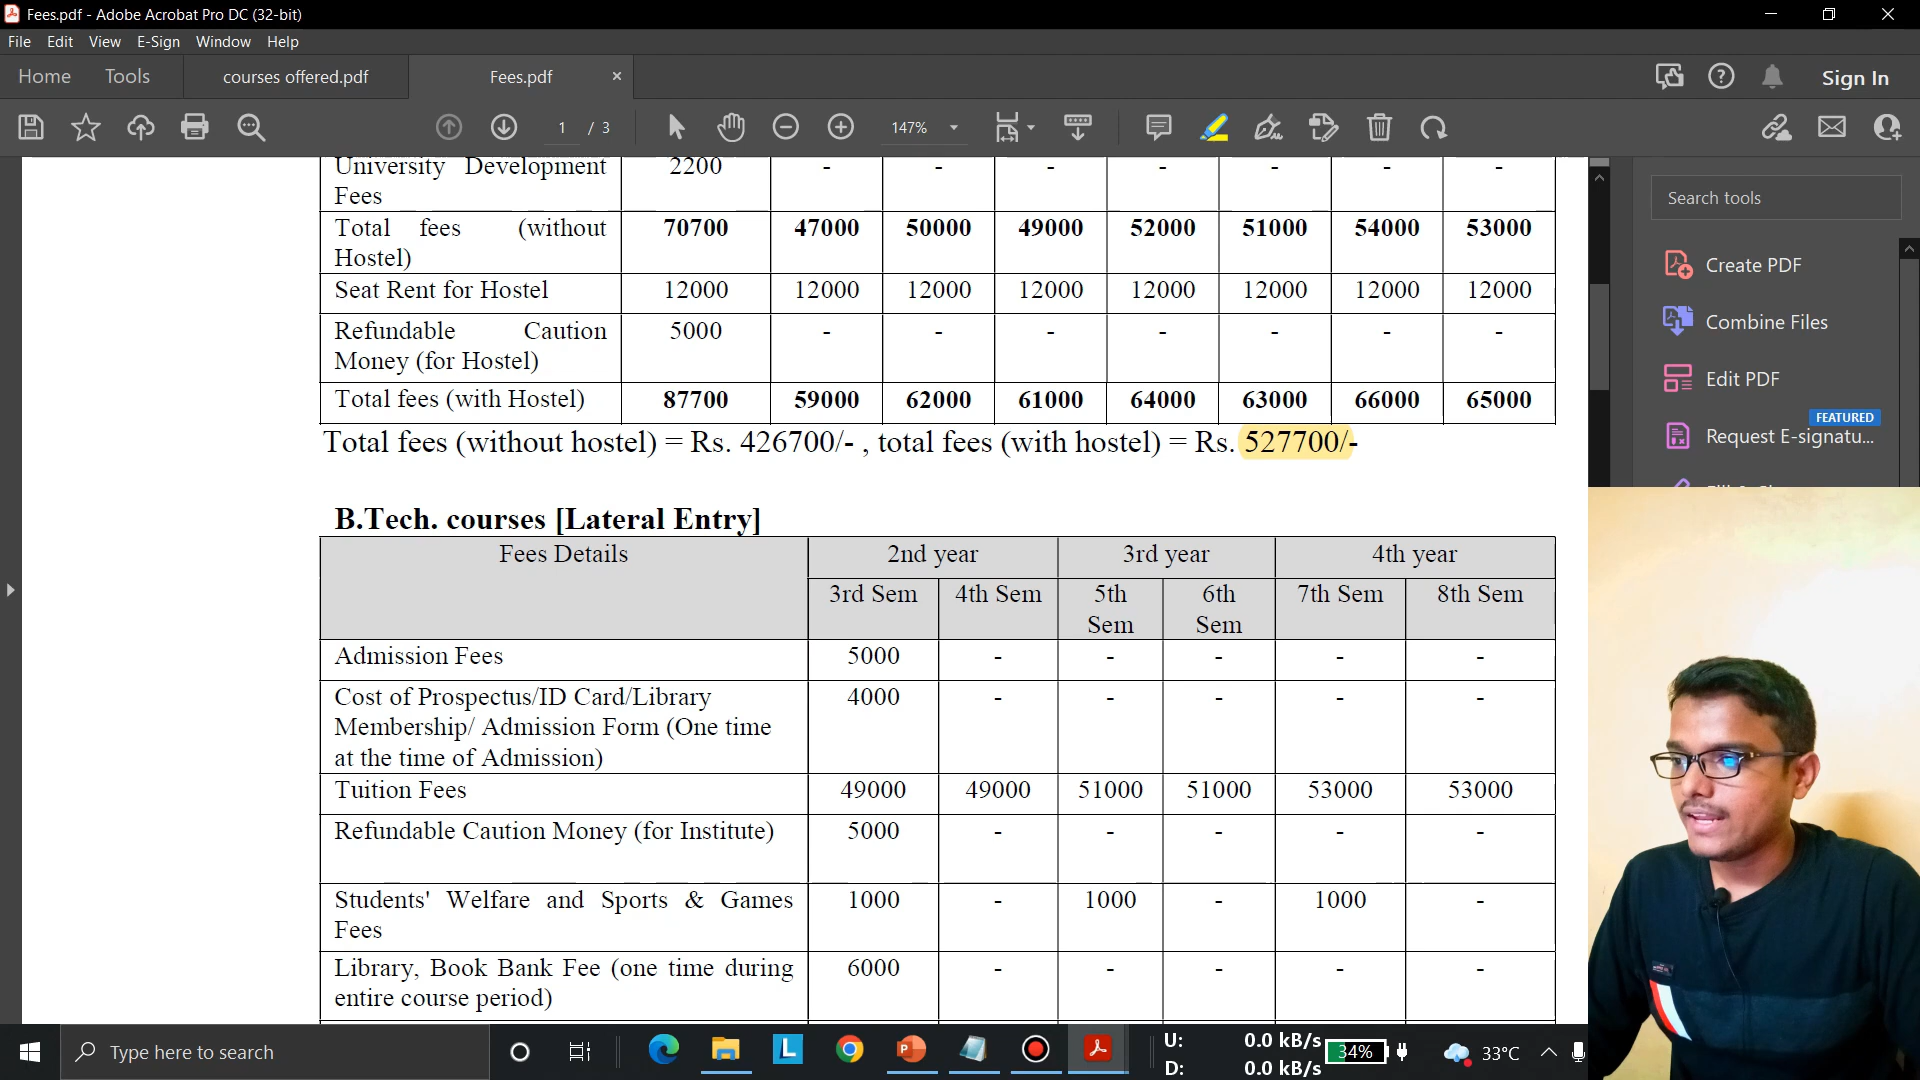 Fees.pdf - Adobe Acrobat Pro DC (32-bit)
File Edit View E-Sign Window Help
Home Tools courses offered.pdf Fees.pdf × Sign In
1 / 3 147%
University Development 2200 - - - - - - -
Fees
Total fees (without 70700 47000 50000 49000 52000 51000 54000 53000
Hostel)
Seat Rent for Hostel 12000 12000 12000 12000 12000 12000 12000 12000
Refundable Caution 5000 - - - - - - -
Money (for Hostel)
Total fees (with Hostel) 87700 59000 62000 61000 64000 63000 66000 65000
Total fees (without hostel) = Rs. 426700/- , total fees (with hostel) = Rs. 527700/-
B.Tech. courses [Lateral Entry]
Fees Details 2nd year 3rd year 4th year
3rd Sem 4th Sem 5th 6th 7th Sem 8th Sem
Sem Sem
Admission Fees 5000 - - - - -
Cost of Prospectus/ID Card/Library 4000 - - - - -
Membership/ Admission Form (One time
at the time of Admission)
Tuition Fees 49000 49000 51000 51000 53000 53000
Refundable Caution Money (for Institute) 5000 - - - - -
Students' Welfare and Sports & Games 1000 - 1000 - 1000 -
Fees
Library, Book Bank Fee (one time during 6000 - - - - -
entire course period)
Search tools
Create PDF
Combine Files
Edit PDF
FEATURED
Request E-signatu...
Type here to search
L
P
U: 0.0 kB/s
D: 0.0 kB/s
34%
33°C